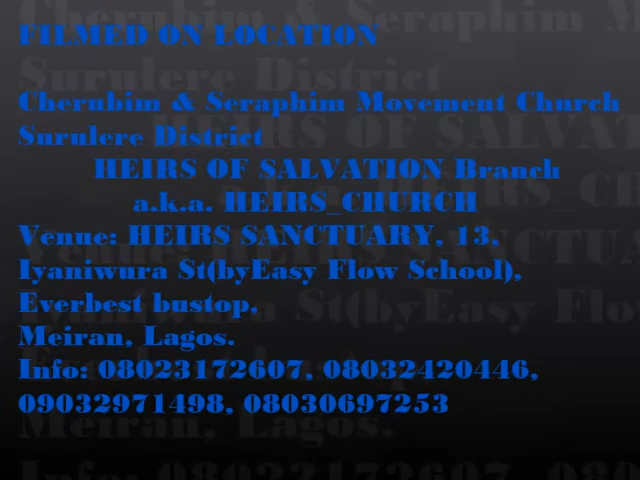 FILMED ON LOCATION
Cherubim & Seraphim Movement Church
Surulere District
HEIRS OF SALVATION Branch
a.k.a. HEIRS_CHURCH
Venue: HEIRS SANCTUARY, 13,
Iyaniwura St(byEasy Flow School),
Everbest bustop,
Meiran, Lagos.
Info: 08023172607, 08032420446,
09032971498, 08030697253